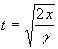 t = √(2x/γ)